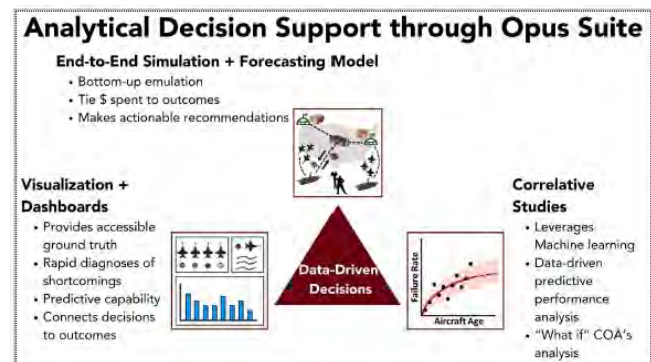 Analytical Decision Support through Opus Suite
End-to-End Simulation + Forecasting Model
• Bottom-up emulation
• Tie $ spent to outcomes
• Makes actionable recommendations
Visualization +
Dashboards
• Provides accessible
ground truth
• Rapid diagnoses of
shortcomings
• Predictive capability
• Connects decisions
to outcomes
Data-Driven
Decisions
Failure Rate
Aircraft Age
Correlative
Studies
• Leverages
Machine learning
• Data-driven
predictive
performance
analysis
• "What if" COA's
analysis